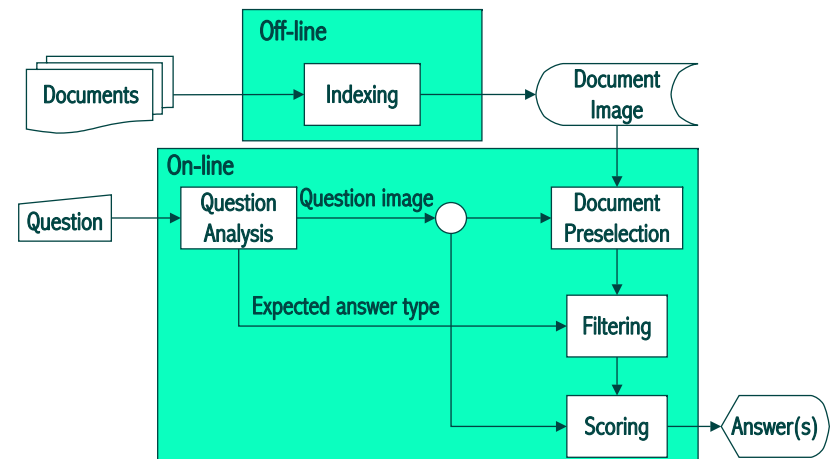 Off-line
Documents
Indexing
Document
Image
On-line
Question
Question
Analysis
Question image
Document
Preselection
Expected answer type
Filtering
Scoring
Answer(s)